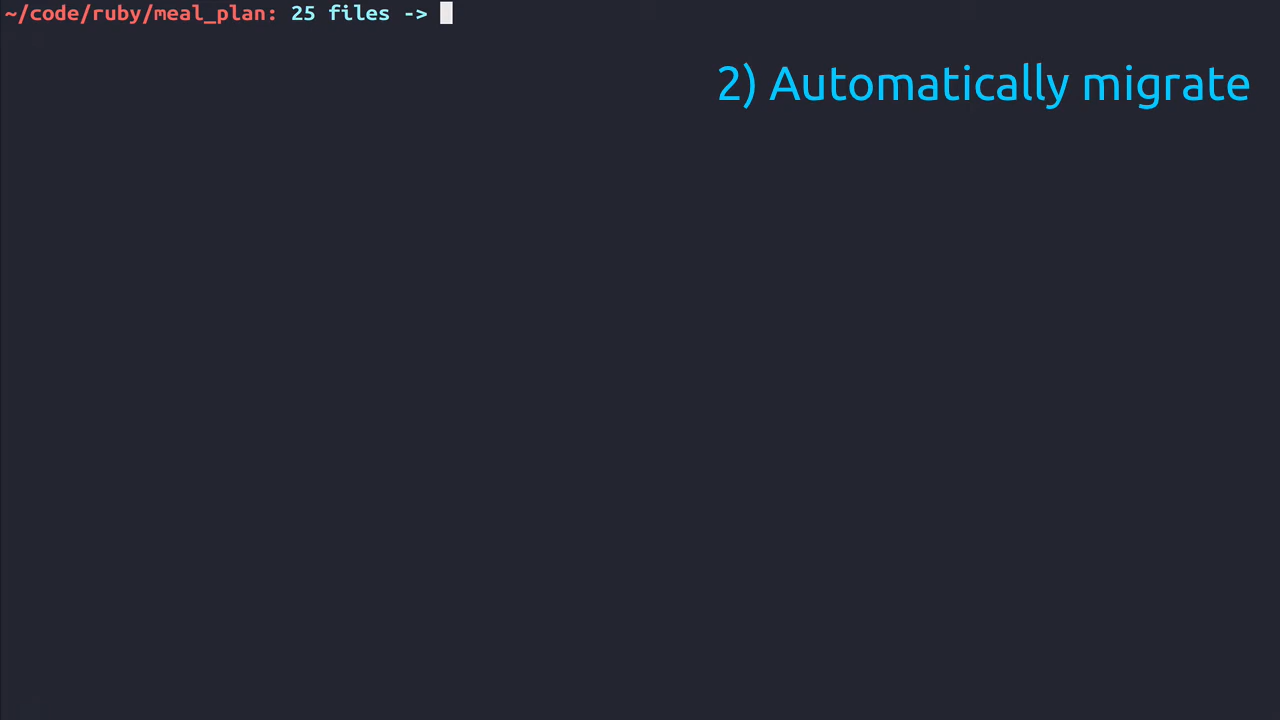 ~/code/ruby/meal_plan: 25 files ->
2) Automatically migrate